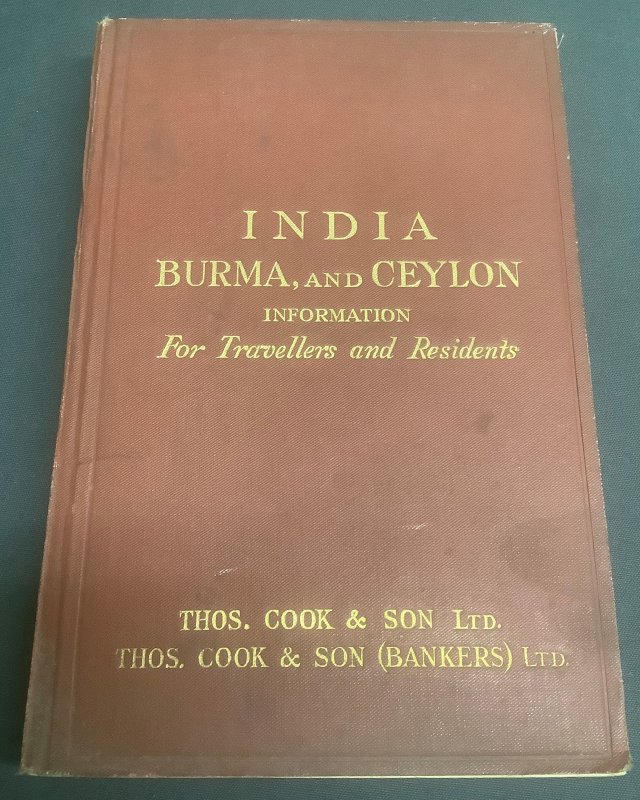 INDIA
BURMA, AND CEYLON
INFORMATION
For Travellers and Residents
THOS. COOK & SON LTD.
THOS. COOK & SON (BANKERS) LTD.